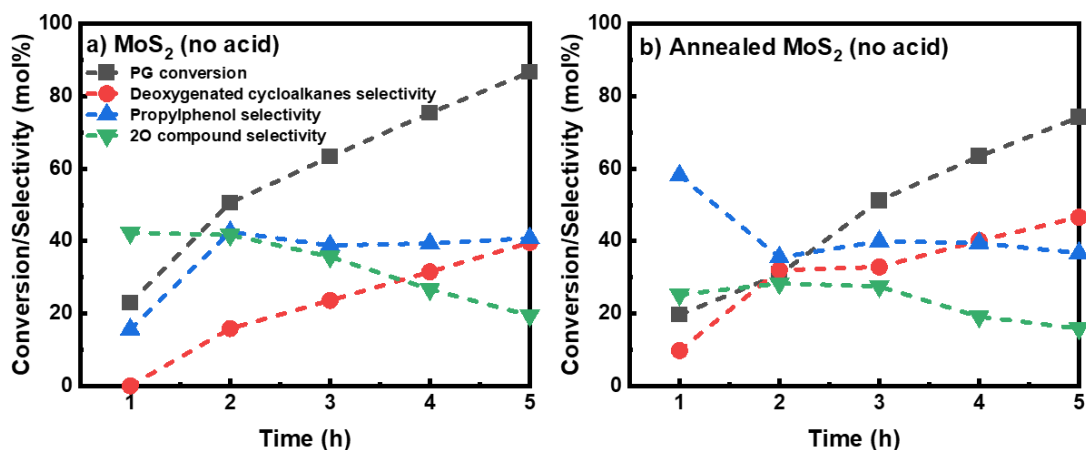 a) MoS₂ (no acid)
PG conversion
Deoxygenated cycloalkanes selectivity
Propylphenol selectivity
2O compound selectivity
Conversion/Selectivity (mol%)
100
80
60
40
20
0
1 2 3 4 5
Time (h)
b) Annealed MoS₂ (no acid)
Conversion/Selectivity (mol%)
100
80
60
40
20
0
1 2 3 4 5
Time (h)